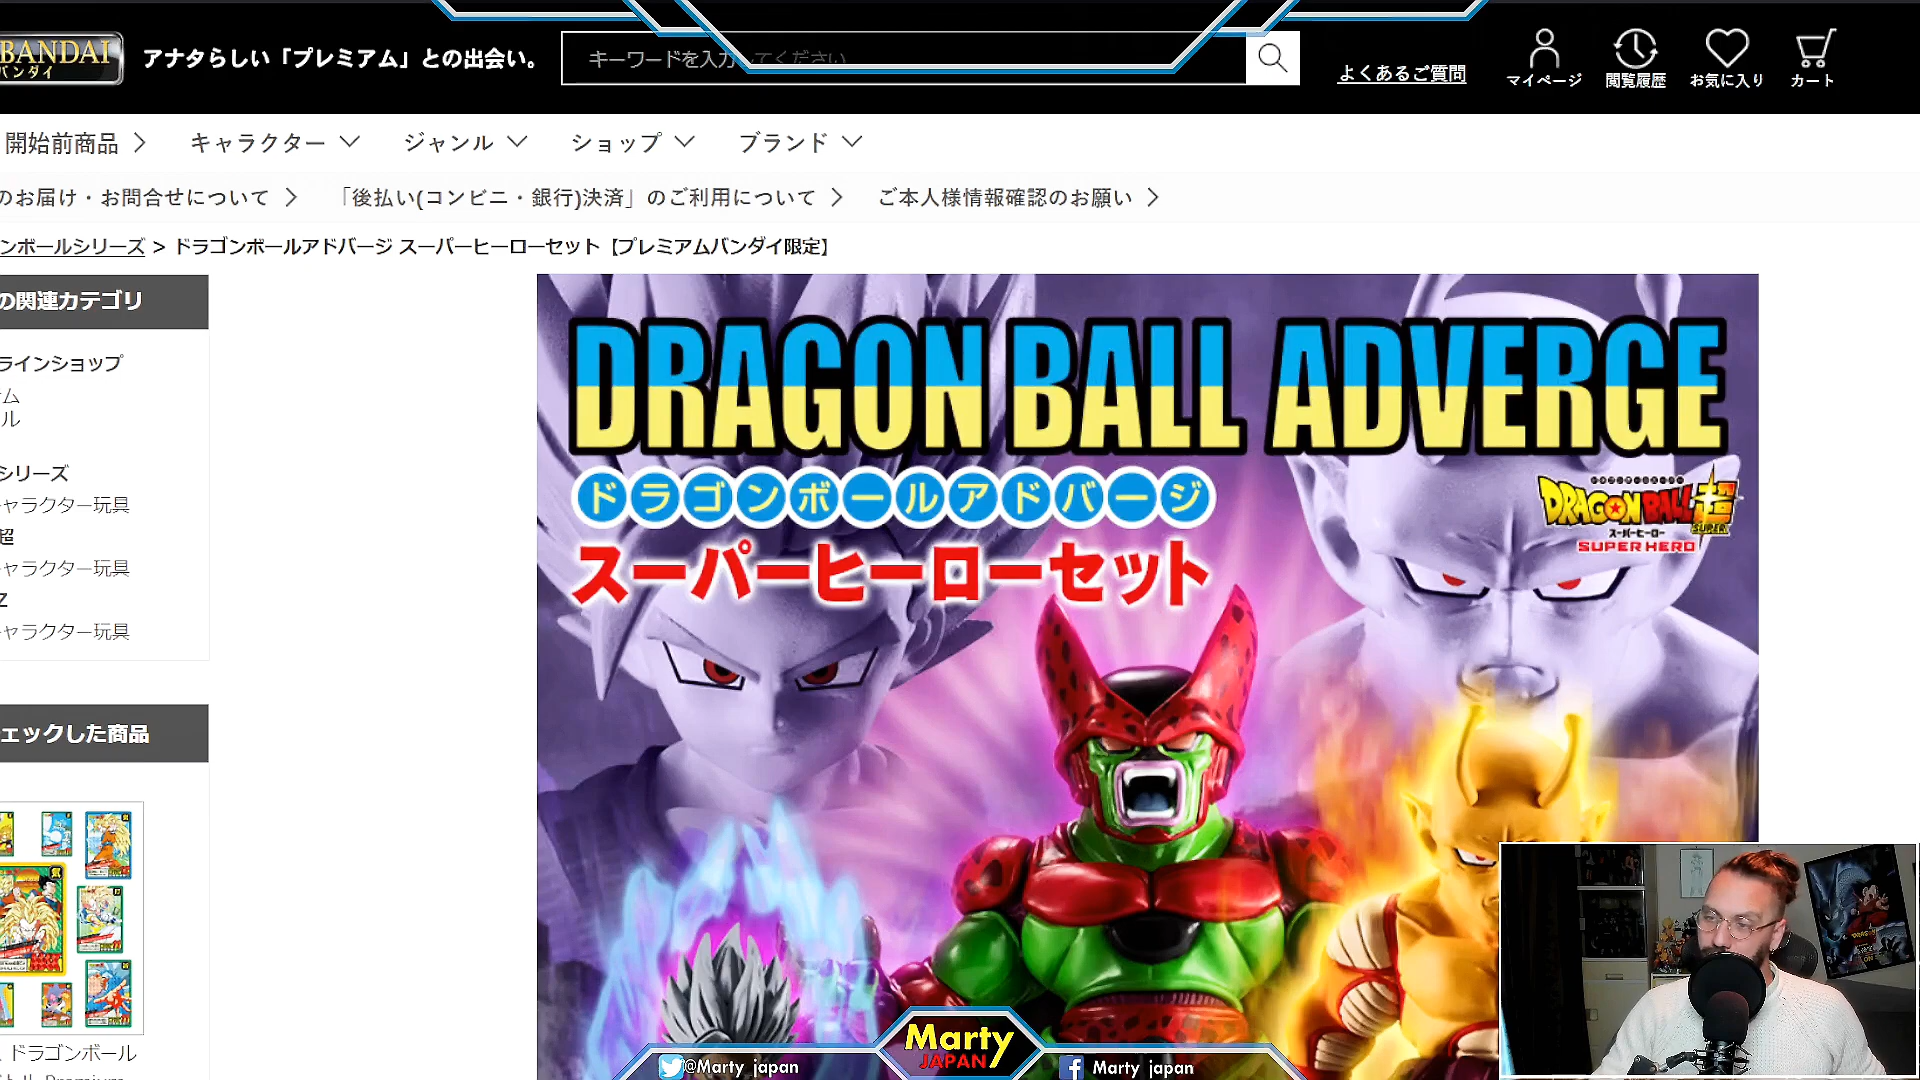 BANDAI
バンダイ
アナタらしい「プレミアム」との出会い。
キーワードを入力してください
よくあるご質問
マイページ
閲覧履歴
お気に入り
カート
開始前商品
キャラクター
ジャンル
ショップ
ブランド
のお届け・お問合せについて
「後払い(コンビニ・銀行)決済」のご利用について
ご本人様情報確認のお願い
ンボールシリーズ > ドラゴンボールアドバージ スーパーヒーローセット【プレミアムバンダイ限定】
の関連カテゴリ
ラインショップ
ム
ル
シリーズ
ャラクター玩具
超
ャラクター玩具
Z
ャラクター玩具
ェックした商品
ドラゴンボール
DRAGON BALL ADVERGE
ドラゴンボールアドバージ
スーパーヒーローセット
DRAGON BALL 超
SUPER
スーパーヒーロー
SUPER HERO
Marty
JAPAN
@Marty japan
Marty japan